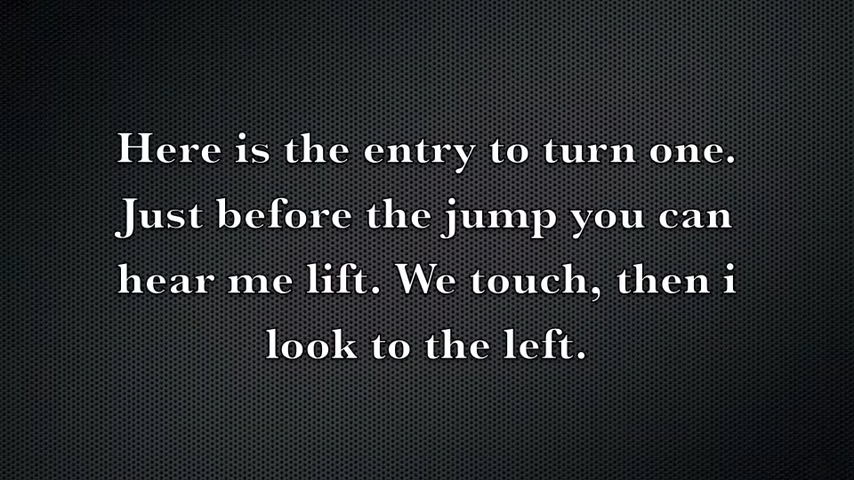 Here is the entry to turn one.
Just before the jump you can
hear me lift. We touch, then i
look to the left.